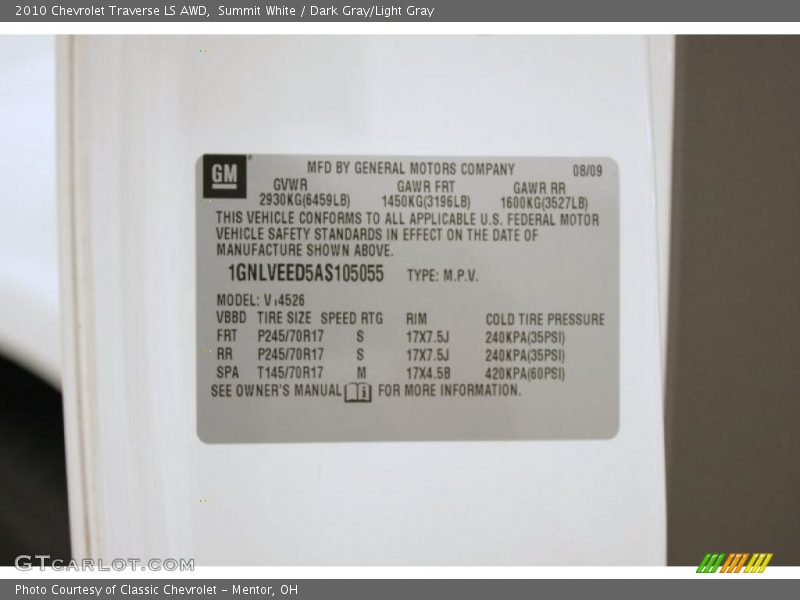 2010 Chevrolet Traverse LS AWD, Summit White / Dark Gray/Light Gray
GM
MFD BY GENERAL MOTORS COMPANY 08/09
GVWR GAWR FRT GAWR RR
2930KG(6459LB) 1450KG(3196LB) 1600KG(3527LB)
THIS VEHICLE CONFORMS TO ALL APPLICABLE U.S. FEDERAL MOTOR
VEHICLE SAFETY STANDARDS IN EFFECT ON THE DATE OF
MANUFACTURE SHOWN ABOVE.
1GNLVEED5AS105055 TYPE: M.P.V.
MODEL: V14526
VBBD TIRE SIZE SPEED RTG RIM COLD TIRE PRESSURE
FRT P245/70R17 S 17X7.5J 240KPA(35PSI)
RR P245/70R17 S 17X7.5J 240KPA(35PSI)
SPA T145/70R17 M 17X4.5B 420KPA(60PSI)
SEE OWNER'S MANUAL FOR MORE INFORMATION.
GTCARLOT.COM
Photo Courtesy of Classic Chevrolet - Mentor, OH